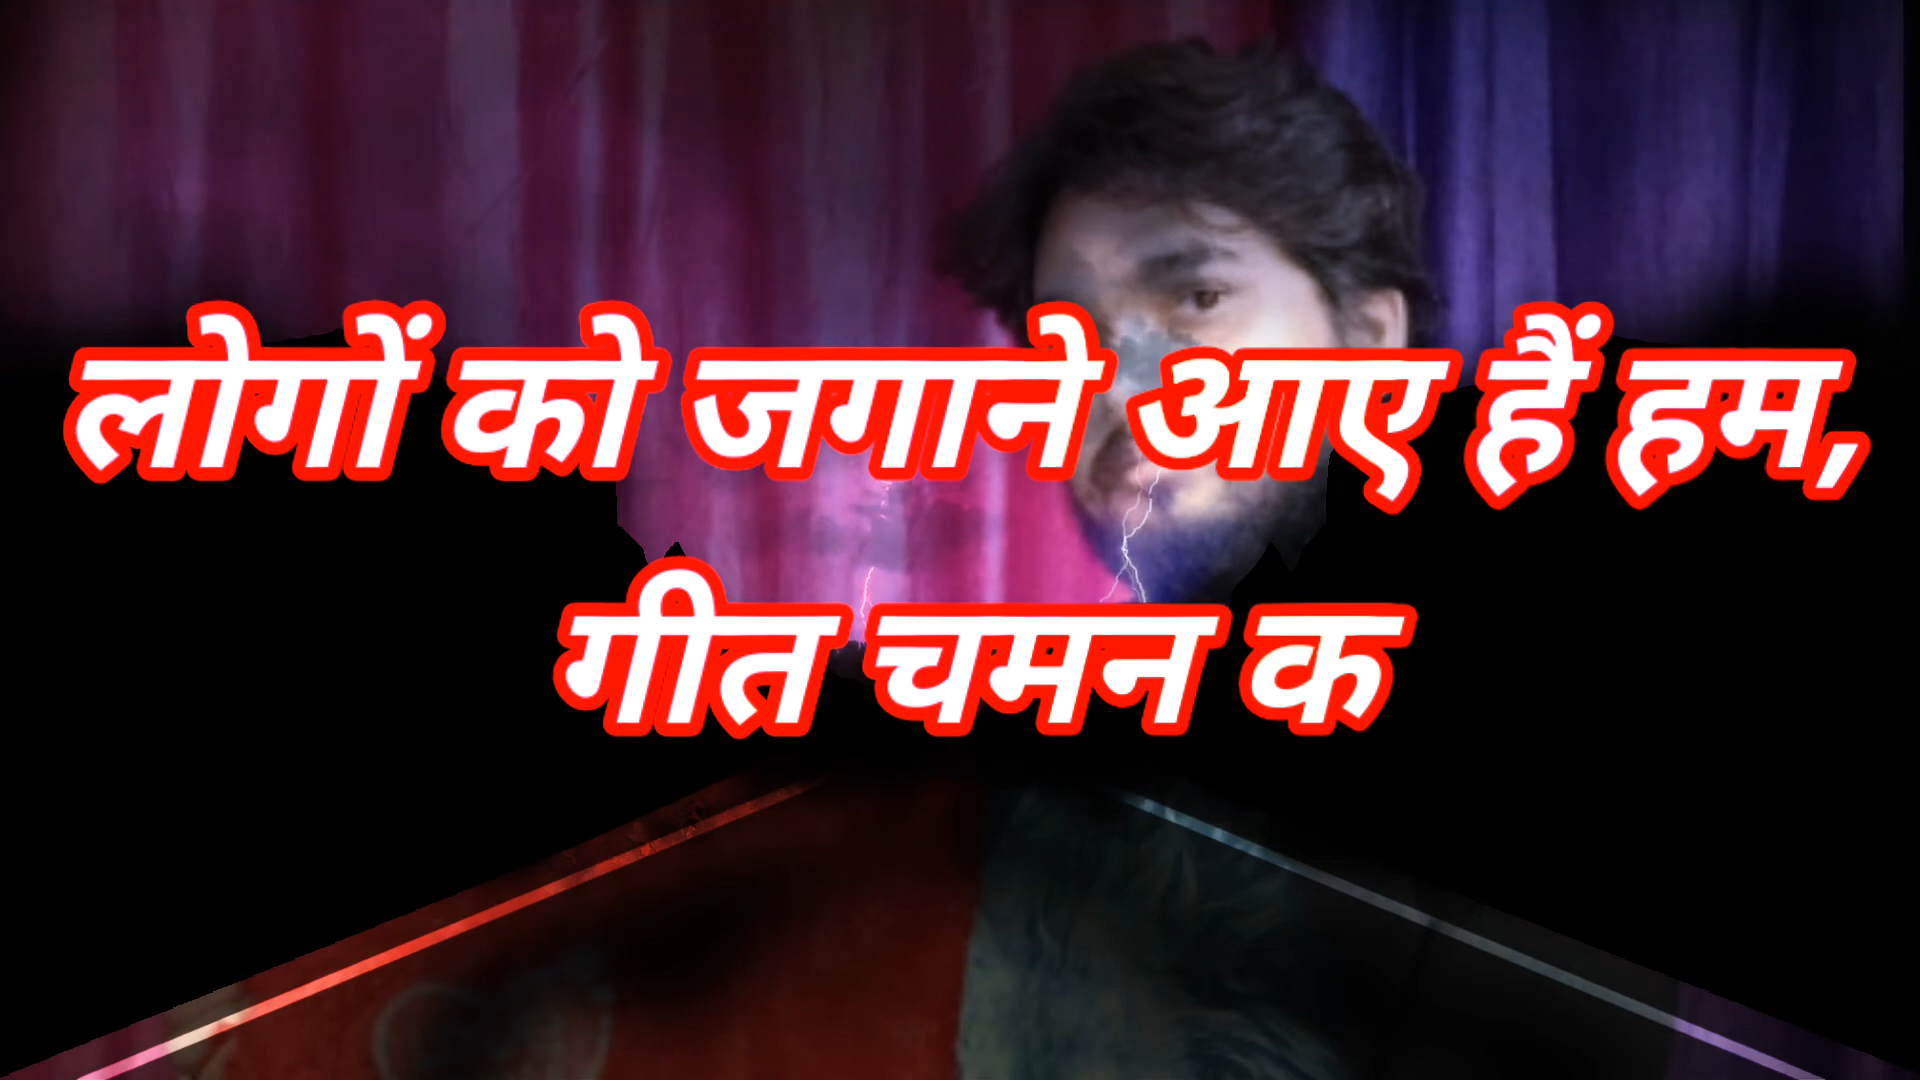 लोगों को जगाने आए हैं हम,
गीत चमन क